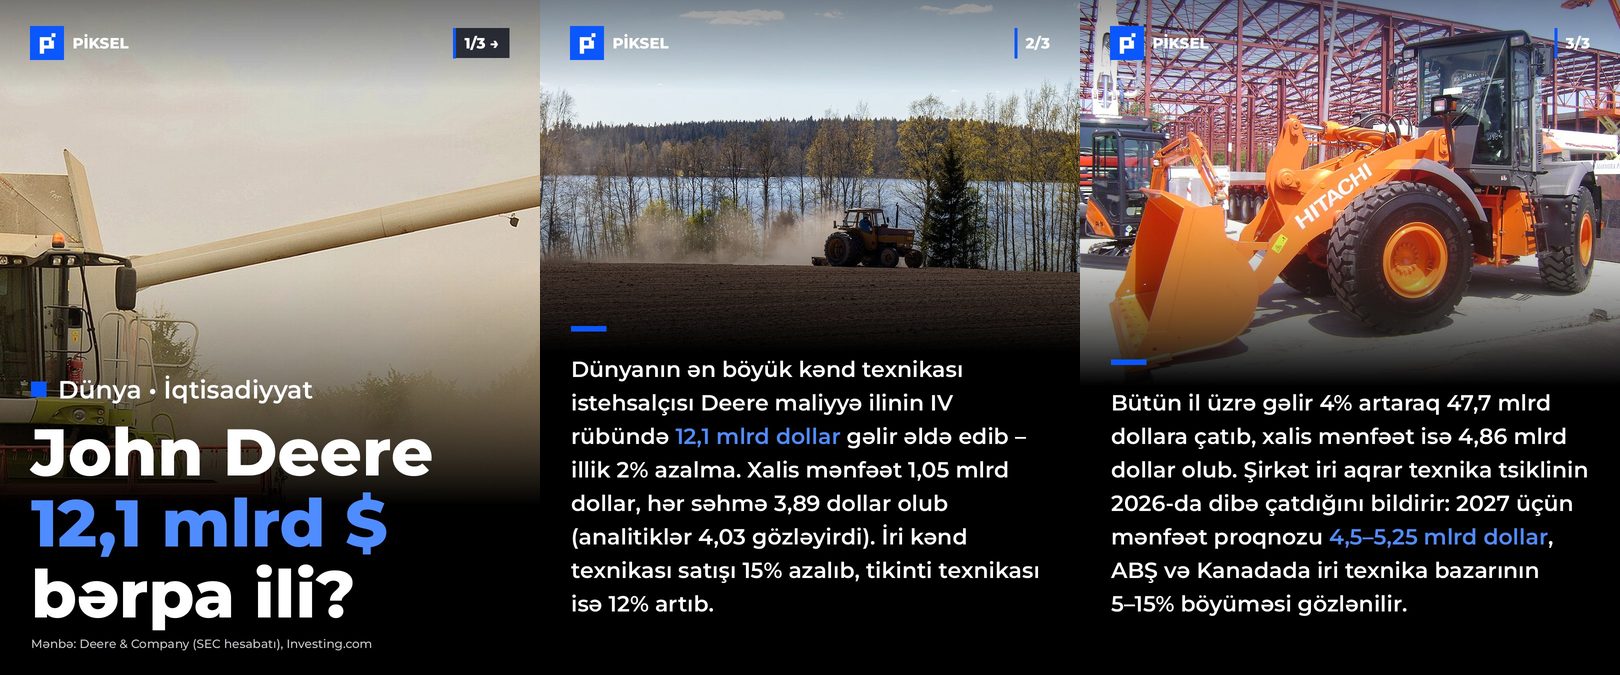 PİKSEL
1/3 →
Dünya • İqtisadiyyat
John Deere
12,1 mlrd $
bərpa ili?
Mənbə: Deere & Company (SEC hesabatı), Investing.com
PİKSEL
2/3
Dünyanın ən böyük kənd texnikası
istehsalçısı Deere maliyyə ilinin IV
rübündə 12,1 mlrd dollar gəlir əldə edib –
illik 2% azalma. Xalis mənfəət 1,05 mlrd
dollar, hər səhmə 3,89 dollar olub
(analitiklər 4,03 gözləyirdi). İri kənd
texnikası satışı 15% azalıb, tikinti texnikası
isə 12% artıb.
PİKSEL
3/3
HITACHI
Bütün il üzrə gəlir 4% artaraq 47,7 mlrd
dollara çatıb, xalis mənfəət isə 4,86 mlrd
dollar olub. Şirkət iri aqrar texnika tsiklinin
2026-da dibə çatdığını bildirir: 2027 üçün
mənfəət proqnozu 4,5–5,25 mlrd dollar,
ABŞ və Kanadada iri texnika bazarının
5–15% böyüməsi gözlənilir.